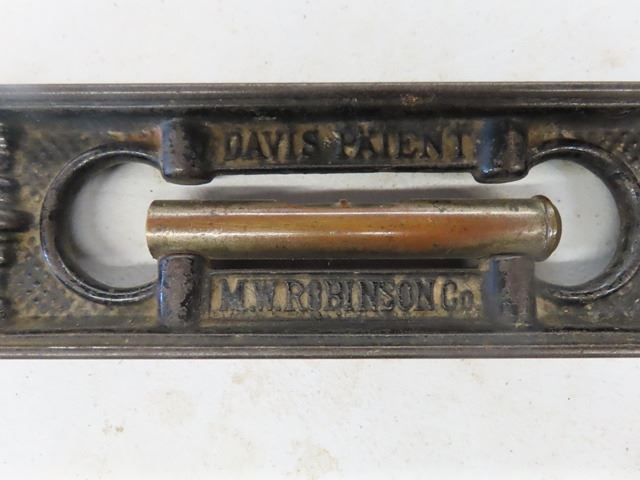 DAVIS PATENT
M.W. ROBINSON Co